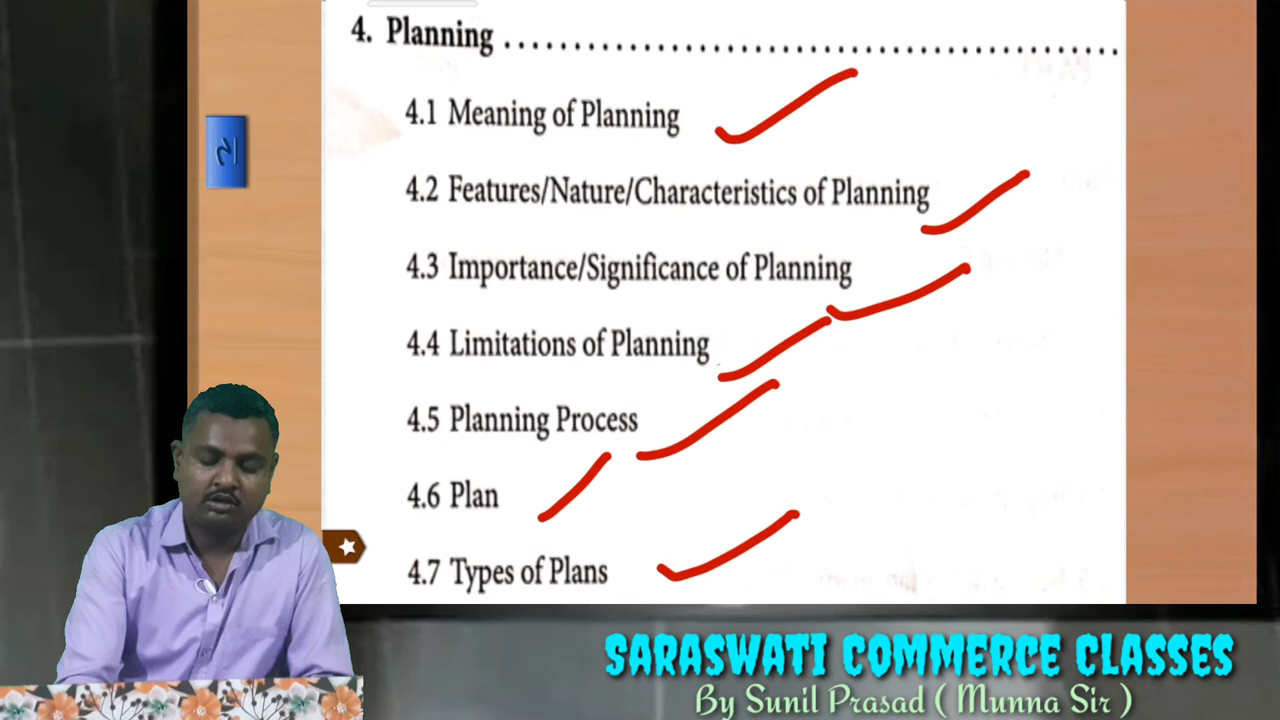 4. Planning ................................................
4.1 Meaning of Planning
4.2 Features/Nature/Characteristics of Planning
4.3 Importance/Significance of Planning
4.4 Limitations of Planning
4.5 Planning Process
4.6 Plan
4.7 Types of Plans
SARASWATI COMMERCE CLASSES
By Sunil Prasad ( Munna Sir )